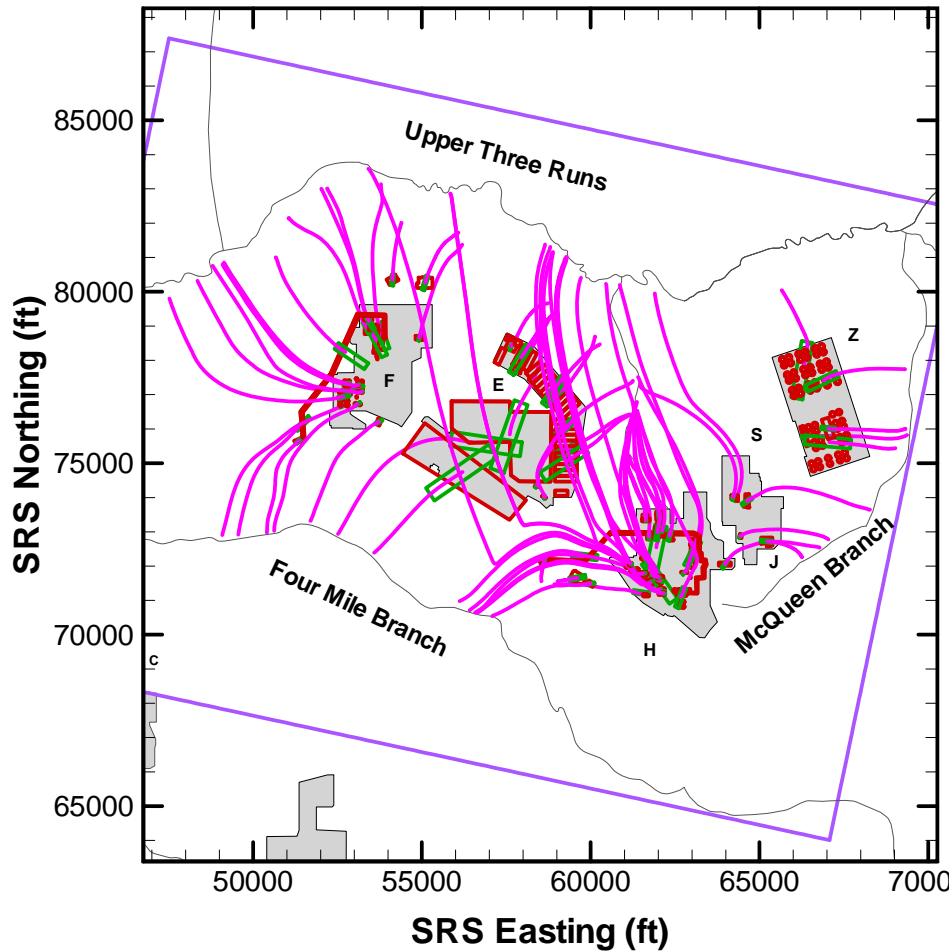 85000
80000
75000
70000
65000
SRS Northing (ft)
Upper Three Runs
Z
F
E
S
J
McQueen Branch
Four Mile Branch
H
C
50000
55000
60000
65000
7000
SRS Easting (ft)